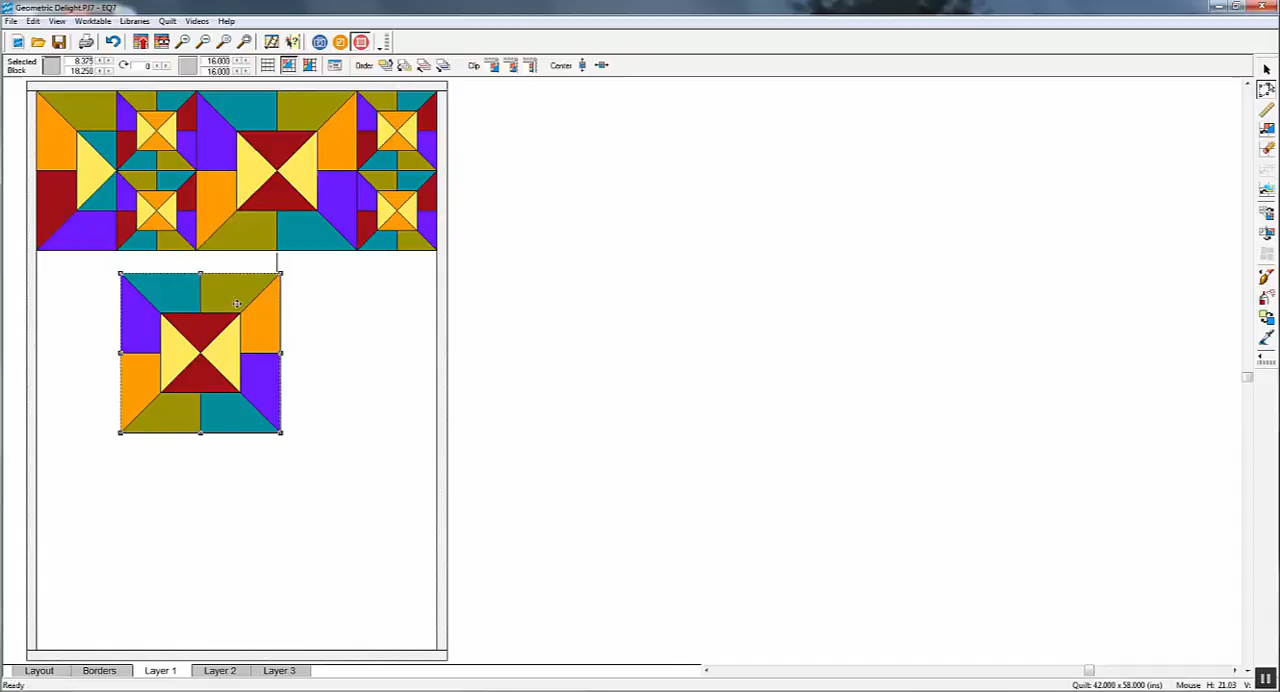 Geometric Delight.PJ7 - EQ7
File Edit View Worktable Libraries Quilt Videos Help
Selected Block 8.375 18.250 0 16.000 16.000 Order: Clip Center
Layout Borders Layer 1 Layer 2 Layer 3
Ready Quilt: 42.000 x 58.000 (ins) Mouse H: 21.03 V: